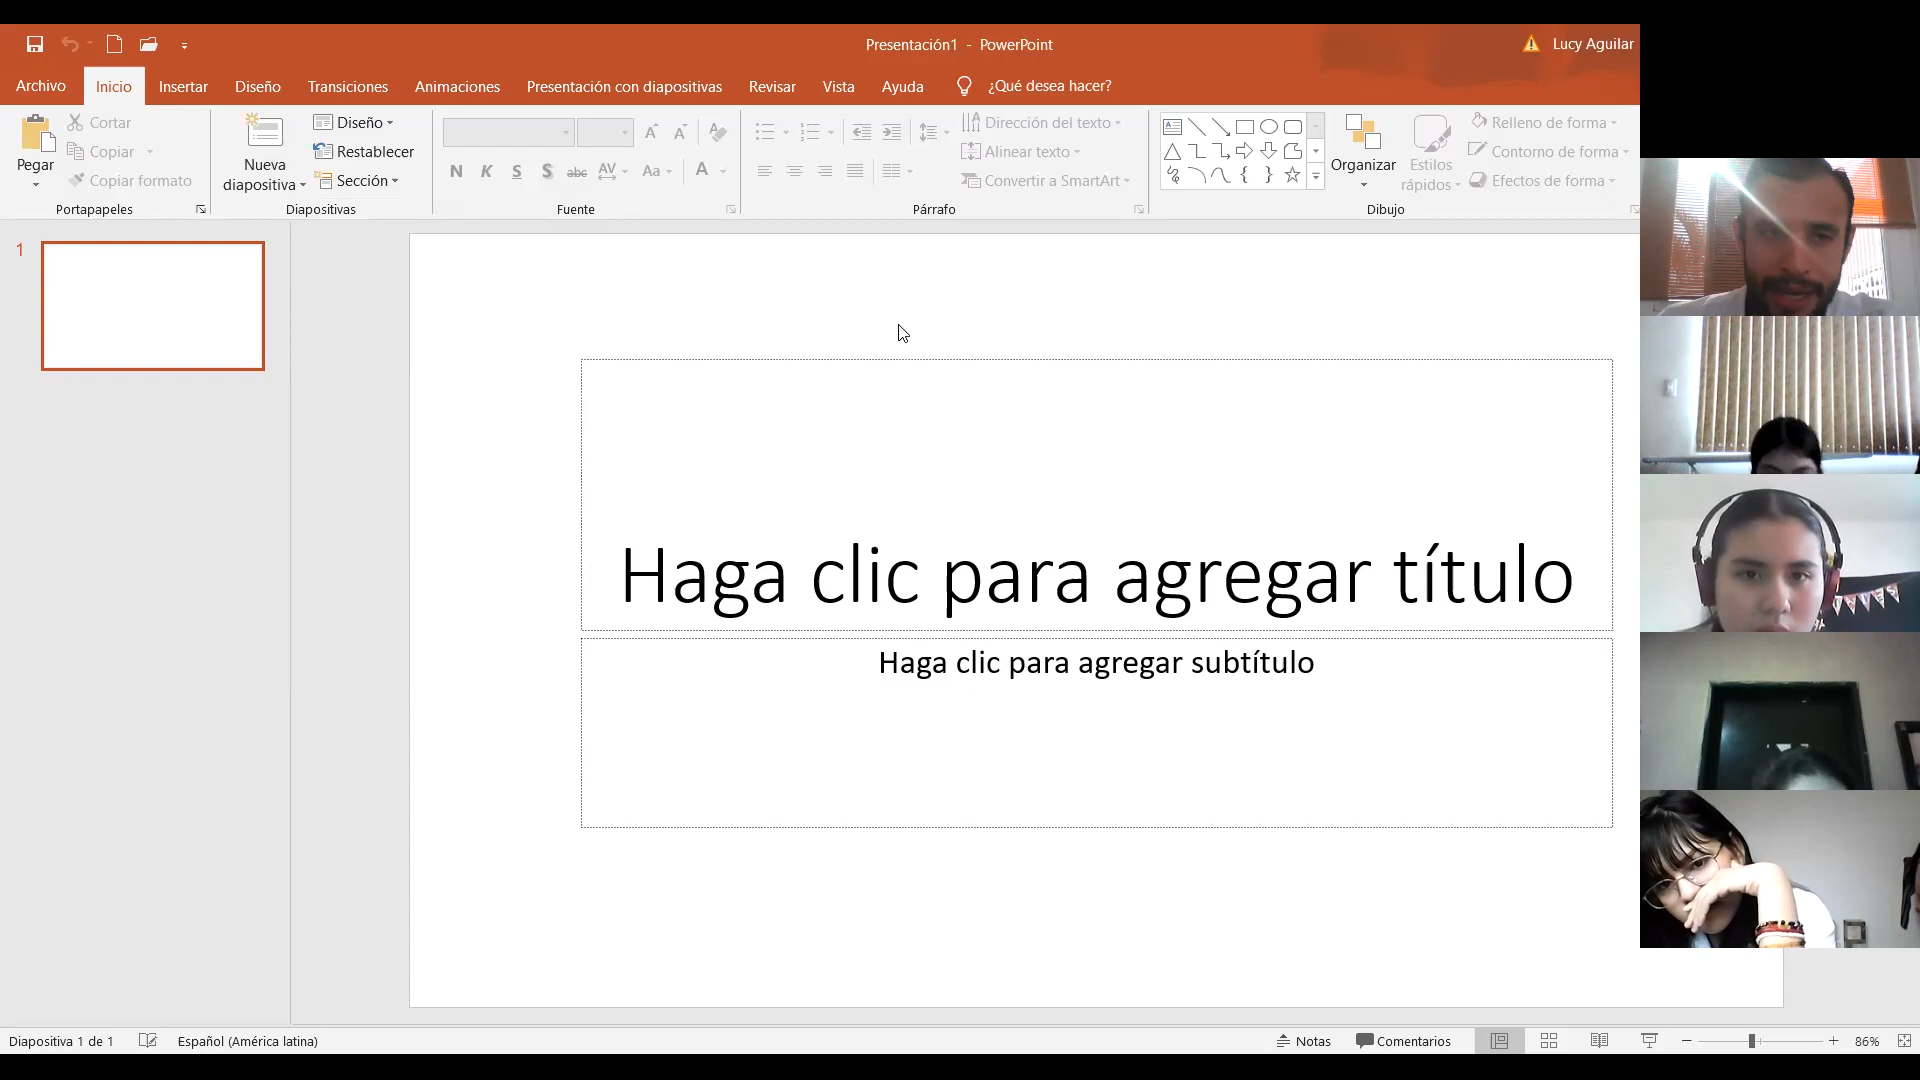 Presentación1 - PowerPoint
Lucy Aguilar
Archivo Inicio Insertar Diseño Transiciones Animaciones Presentación con diapositivas Revisar Vista Ayuda ¿Qué desea hacer?
Pegar
Cortar
Copiar
Copiar formato
Portapapeles
Nueva
diapositiva
Diseño
Restablecer
Sección
Diapositivas
N K S S abc AV Aa A
Fuente
Dirección del texto
Alinear texto
Convertir a SmartArt
Párrafo
Organizar
Estilos
rápidos
Relleno de forma
Contorno de forma
Efectos de forma
Dibujo
1
Haga clic para agregar título
Haga clic para agregar subtítulo
Diapositiva 1 de 1
Español (América latina)
Notas
Comentarios
86%